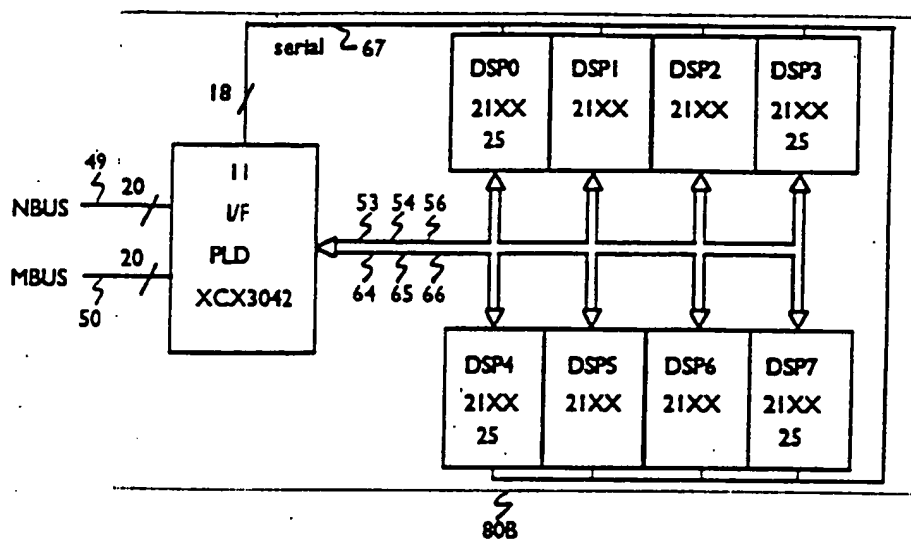 serial 67
18
DSP0
21XX
25
DSP1
21XX
DSP2
21XX
DSP3
21XX
25
49
NBUS 20
MBUS 20
50
11
I/F
PLD
XCX3042
53 54 56
64 65 66
DSP4
21XX
25
DSP5
21XX
DSP6
21XX
DSP7
21XX
25
80B